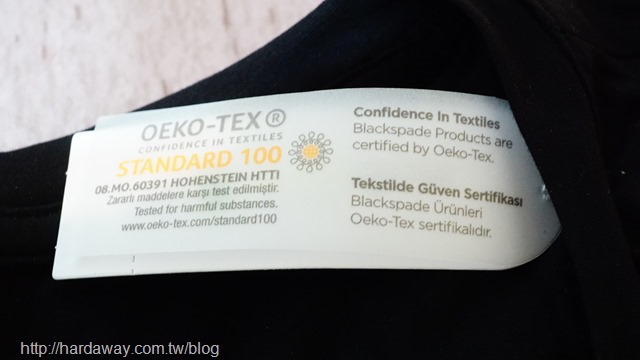 OEKO-TEX®
CONFIDENCE IN TEXTILES
STANDARD 100
08.MO.60391 HOHENSTEIN HTTI
Zararlı maddelere karşı test edilmiştir.
Tested for harmful substances.
www.oeko-tex.com/standard100
Confidence In Textiles
Blackspade Products are
certified by Oeko-Tex.
Tekstilde Güven Sertifikası
Blackspade Ürünleri
Oeko-Tex sertifikalıdır.
http://hardaway.com.tw/blog